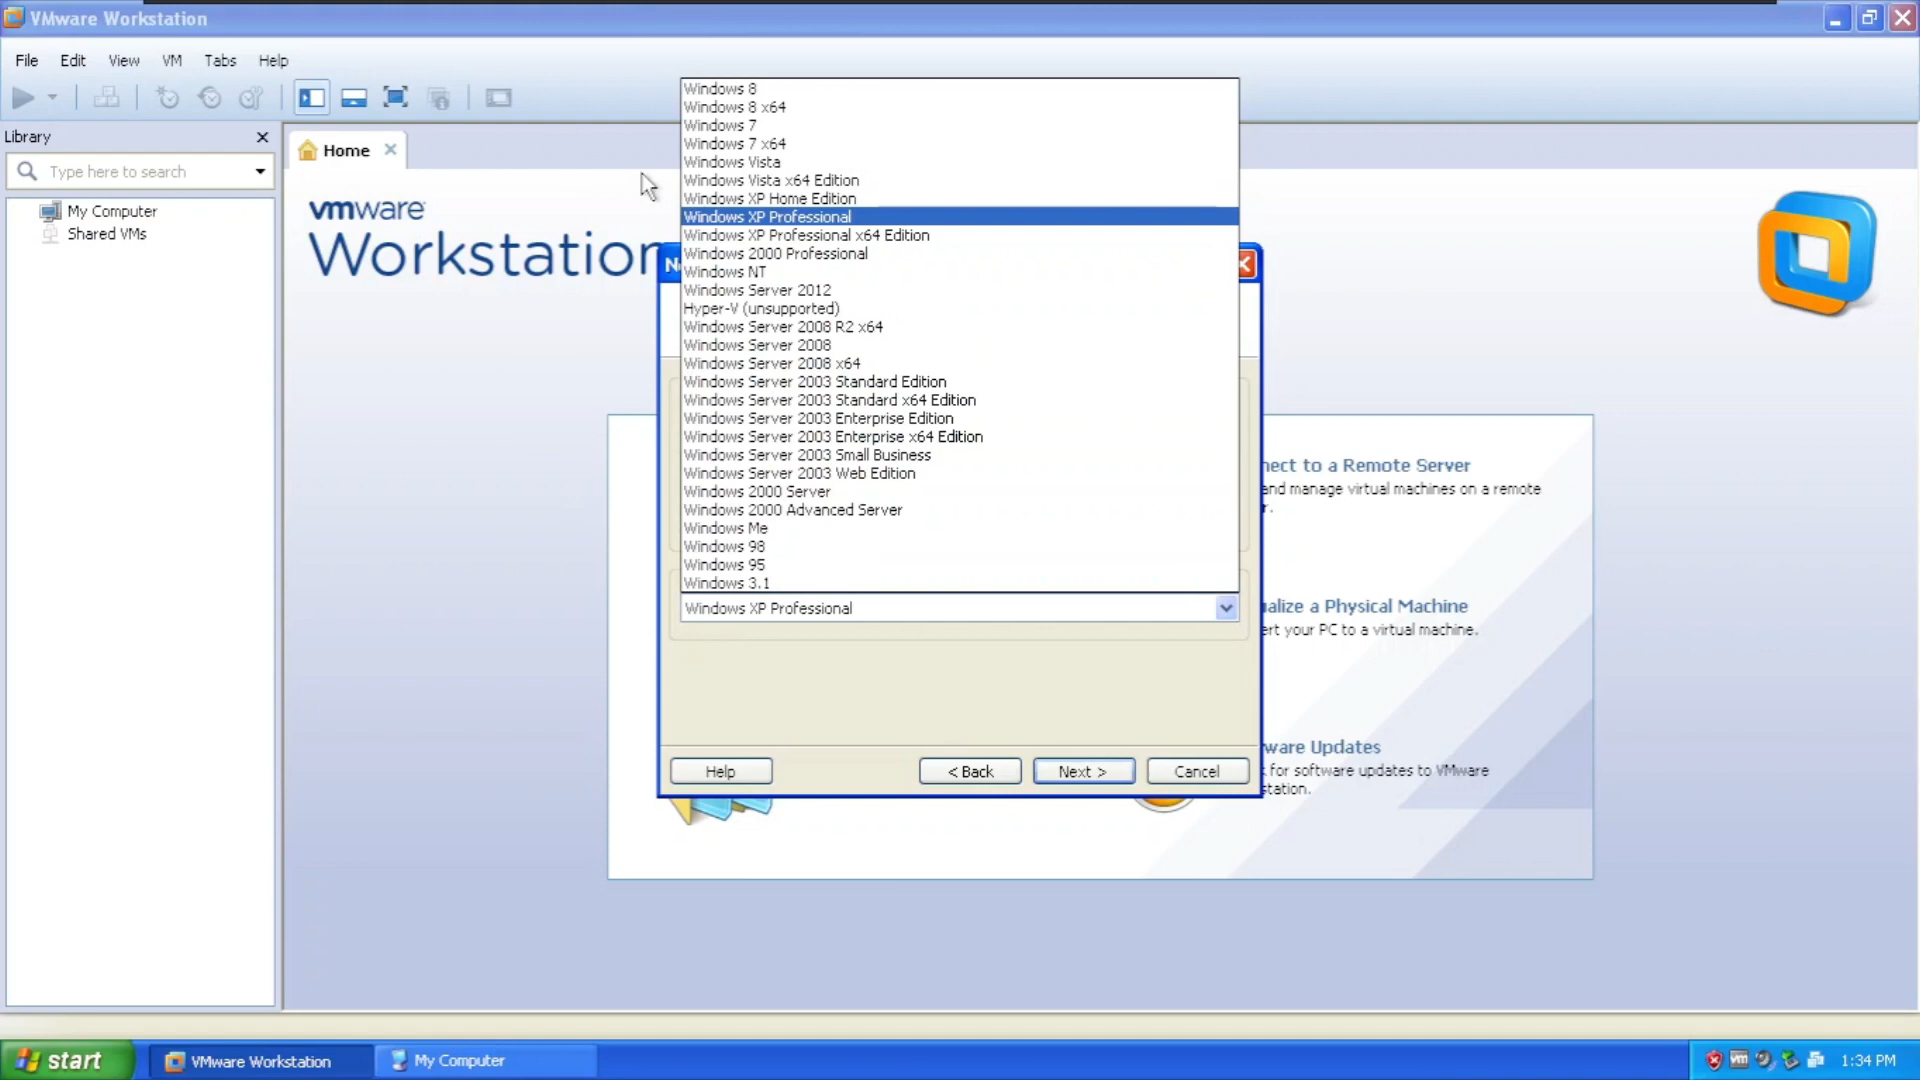 VMware Workstation
File Edit View VM Tabs Help
Library
Home
Type here to search
My Computer
Shared VMs
vmware
Workstation
Windows 8
Windows 8 x64
Windows 7
Windows 7 x64
Windows Vista
Windows Vista x64 Edition
Windows XP Home Edition
Windows XP Professional
Windows XP Professional x64 Edition
Windows 2000 Professional
Windows NT
Windows Server 2012
Hyper-V (unsupported)
Windows Server 2008 R2 x64
Windows Server 2008
Windows Server 2008 x64
Windows Server 2003 Standard Edition
Windows Server 2003 Standard x64 Edition
Windows Server 2003 Enterprise Edition
Windows Server 2003 Enterprise x64 Edition
Windows Server 2003 Small Business
Windows Server 2003 Web Edition
Windows 2000 Server
Windows 2000 Advanced Server
Windows Me
Windows 98
Windows 95
Windows 3.1
Windows XP Professional
Help < Back Next > Cancel
nect to a Remote Server
and manage virtual machines on a remote
r.
ialize a Physical Machine
ert your PC to a virtual machine.
ware Updates
k for software updates to VMware
station.
start VMware Workstation My Computer vm 1:34 PM